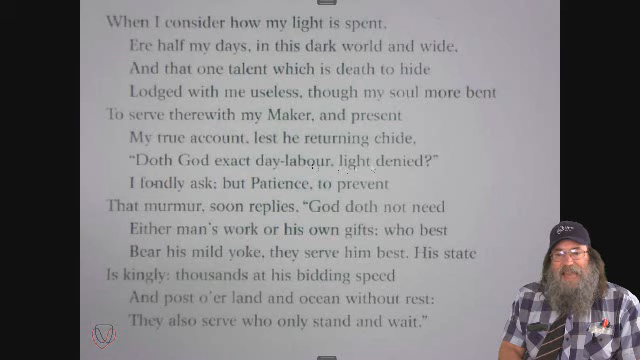 When I consider how my light is spent,
Ere half my days, in this dark world and wide,
And that one talent which is death to hide
Lodged with me useless, though my soul more bent
To serve therewith my Maker, and present
My true account, lest he returning chide,
"Doth God exact day-labour, light denied?"
I fondly ask; but Patience, to prevent
That murmur, soon replies, "God doth not need
Either man's work or his own gifts; who best
Bear his mild yoke, they serve him best. His state
Is kingly: thousands at his bidding speed
And post o'er land and ocean without rest:
They also serve who only stand and wait."